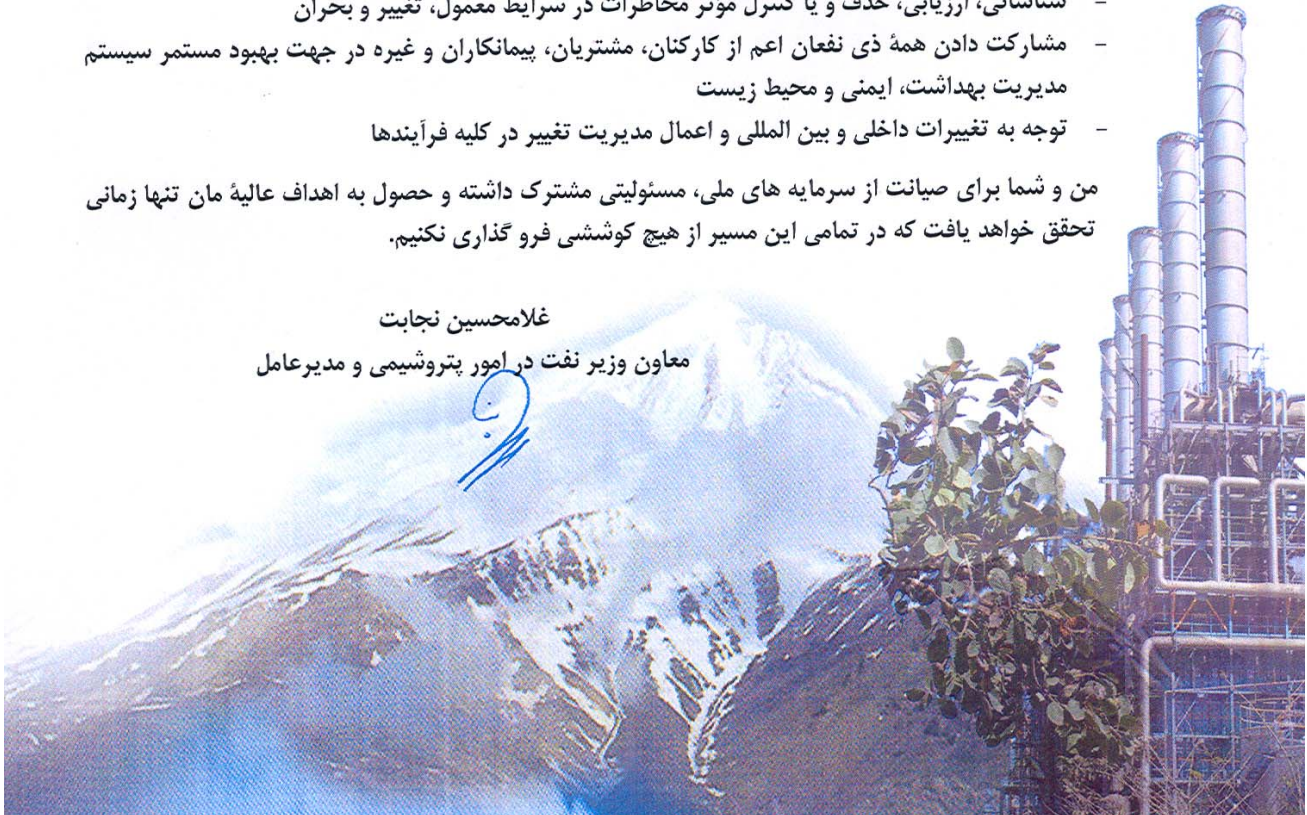 - شناسائی، ارزیابی، حذف و یا کنترل موثر مخاطرات در شرایط معمول، تغییر و بحران
- مشارکت دادن همۀ ذی نفعان اعم از کارکنان، مشتریان، پیمانکاران و غیره در جهت بهبود مستمر سیستم
مدیریت بهداشت، ایمنی و محیط زیست
- توجه به تغییرات داخلی و بین المللی و اعمال مدیریت تغییر در کلیه فرآیندها
من و شما برای صیانت از سرمایه های ملی، مسئولیتی مشترک داشته و حصول به اهداف عالیۀ مان تنها زمانی
تحقق خواهد یافت که در تمامی این مسیر از هیچ کوششی فرو گذاری نکنیم.
غلامحسین نجابت
معاون وزیر نفت در امور پتروشیمی و مدیرعامل